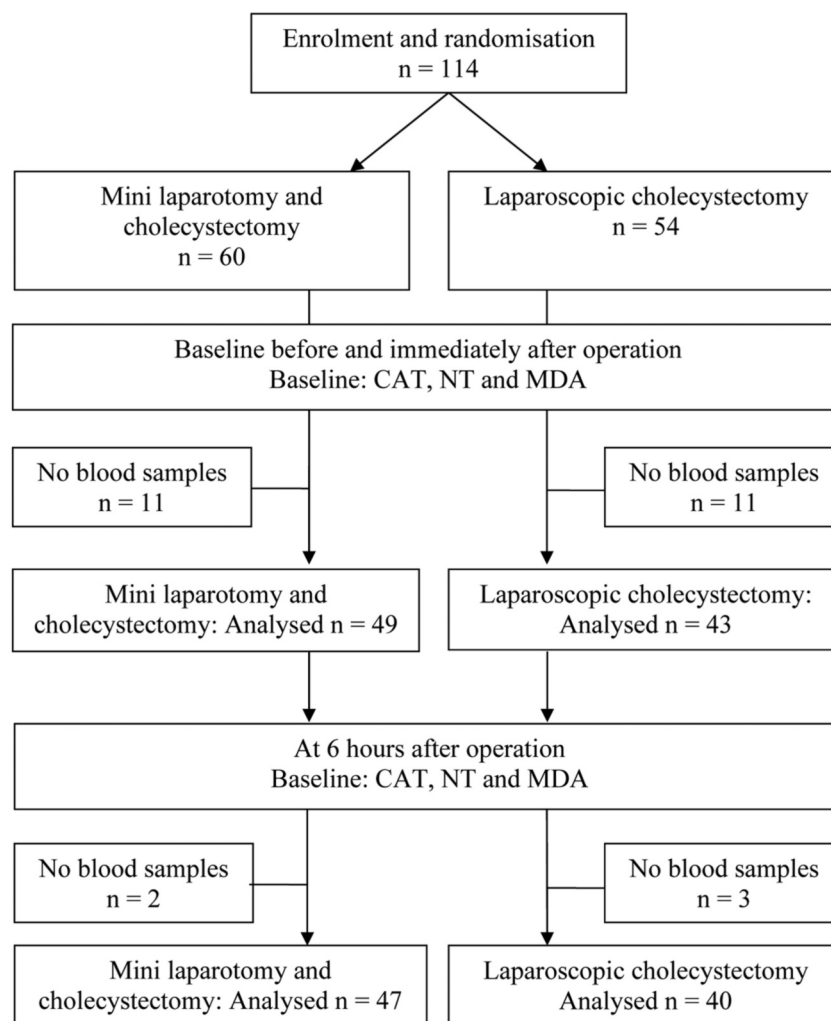 Enrolment and randomisation
n = 114
Mini laparotomy and
cholecystectomy
n = 60
Laparoscopic cholecystectomy
n = 54
Baseline before and immediately after operation
Baseline: CAT, NT and MDA
No blood samples
n = 11
No blood samples
n = 11
Mini laparotomy and
cholecystectomy: Analysed n = 49
Laparoscopic cholecystectomy:
Analysed n = 43
At 6 hours after operation
Baseline: CAT, NT and MDA
No blood samples
n = 2
No blood samples
n = 3
Mini laparotomy and
cholecystectomy: Analysed n = 47
Laparoscopic cholecystectomy
Analysed n = 40